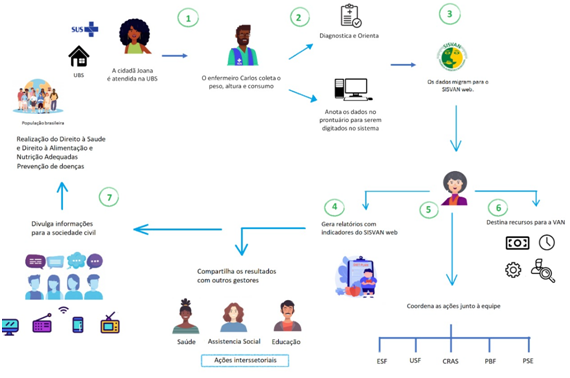 1
2
3
SUS
UBS
A cidadã Joana
é atendida na UBS
O enfermeiro Carlos coleta o
peso, altura e consumo
Diagnostica e Orienta
Anota os dados no
prontuário para serem
digitados no sistema
SISVAN
Os dados migrem para o
SISVAN web.
População brasileira
Realização do Direito à Saude
e Direito à Alimentação e
Nutrição Adequadas
Prevenção de doenças
7
Divulga informações
para a sociedade civil
4
Gera relatórios com
indicadores do SISVAN web
5
6
Destina recursos para a VAN
Compartilha os resultados
com outros gestores
Saúde
Assistencia Social
Educação
Ações interssetoriais
Coordena as ações junto à equipe
ESF
USF
CRAS
PBF
PSE